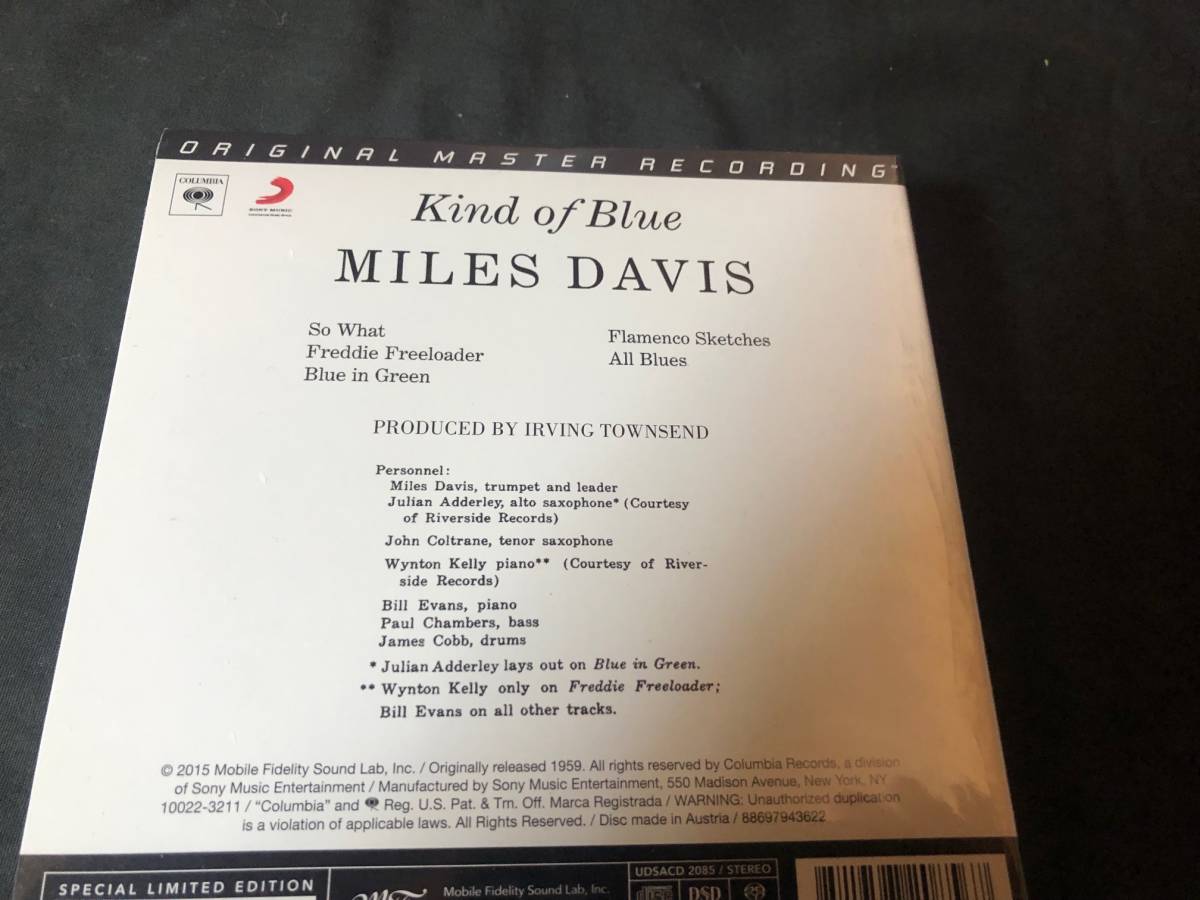 ORIGINAL MASTER RECORDING™
COLUMBIA
SONY MUSIC
Kind of Blue
MILES DAVIS
So What
Freddie Freeloader
Blue in Green
Flamenco Sketches
All Blues
PRODUCED BY IRVING TOWNSEND
Personnel:
Miles Davis, trumpet and leader
Julian Adderley, alto saxophone* (Courtesy
of Riverside Records)
John Coltrane, tenor saxophone
Wynton Kelly piano** (Courtesy of River-
side Records)
Bill Evans, piano
Paul Chambers, bass
James Cobb, drums
* Julian Adderley lays out on Blue in Green.
** Wynton Kelly only on Freddie Freeloader;
Bill Evans on all other tracks.
© 2015 Mobile Fidelity Sound Lab, Inc. / Originally released 1959. All rights reserved by Columbia Records, a division
of Sony Music Entertainment / Manufactured by Sony Music Entertainment, 550 Madison Avenue, New York, NY
10022-3211 / “Columbia” and Reg. U.S. Pat. & Tm. Off. Marca Registrada / WARNING: Unauthorized duplication
is a violation of applicable laws. All Rights Reserved. / Disc made in Austria / 88697943622
SPECIAL LIMITED EDITION
Mobile Fidelity Sound Lab, Inc.
UDSACD 2085 / STEREO
DSD